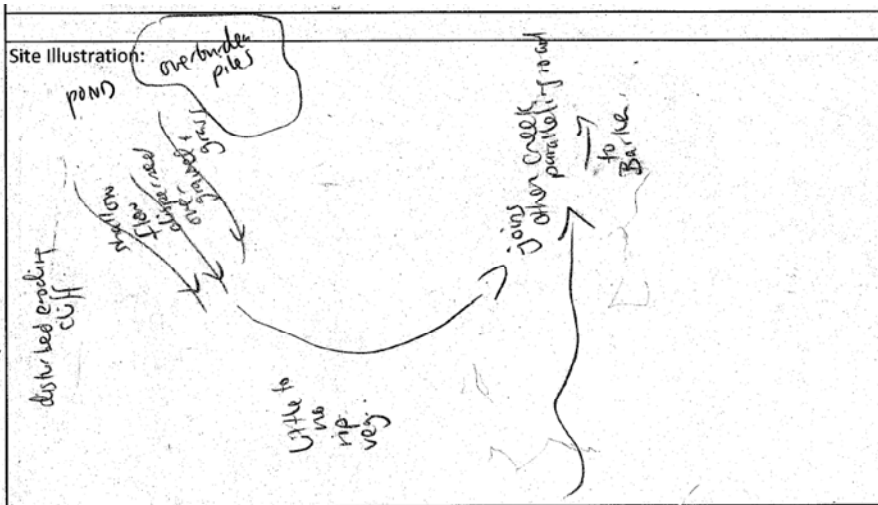 Site Illustration:
overburden
piles
POND
shallow
flow
dispersed
over
gravel +
grass
disturbed eroding
cliff
Little to
no
rip
veg.
joins
other creek
paralleling road
to
Barker